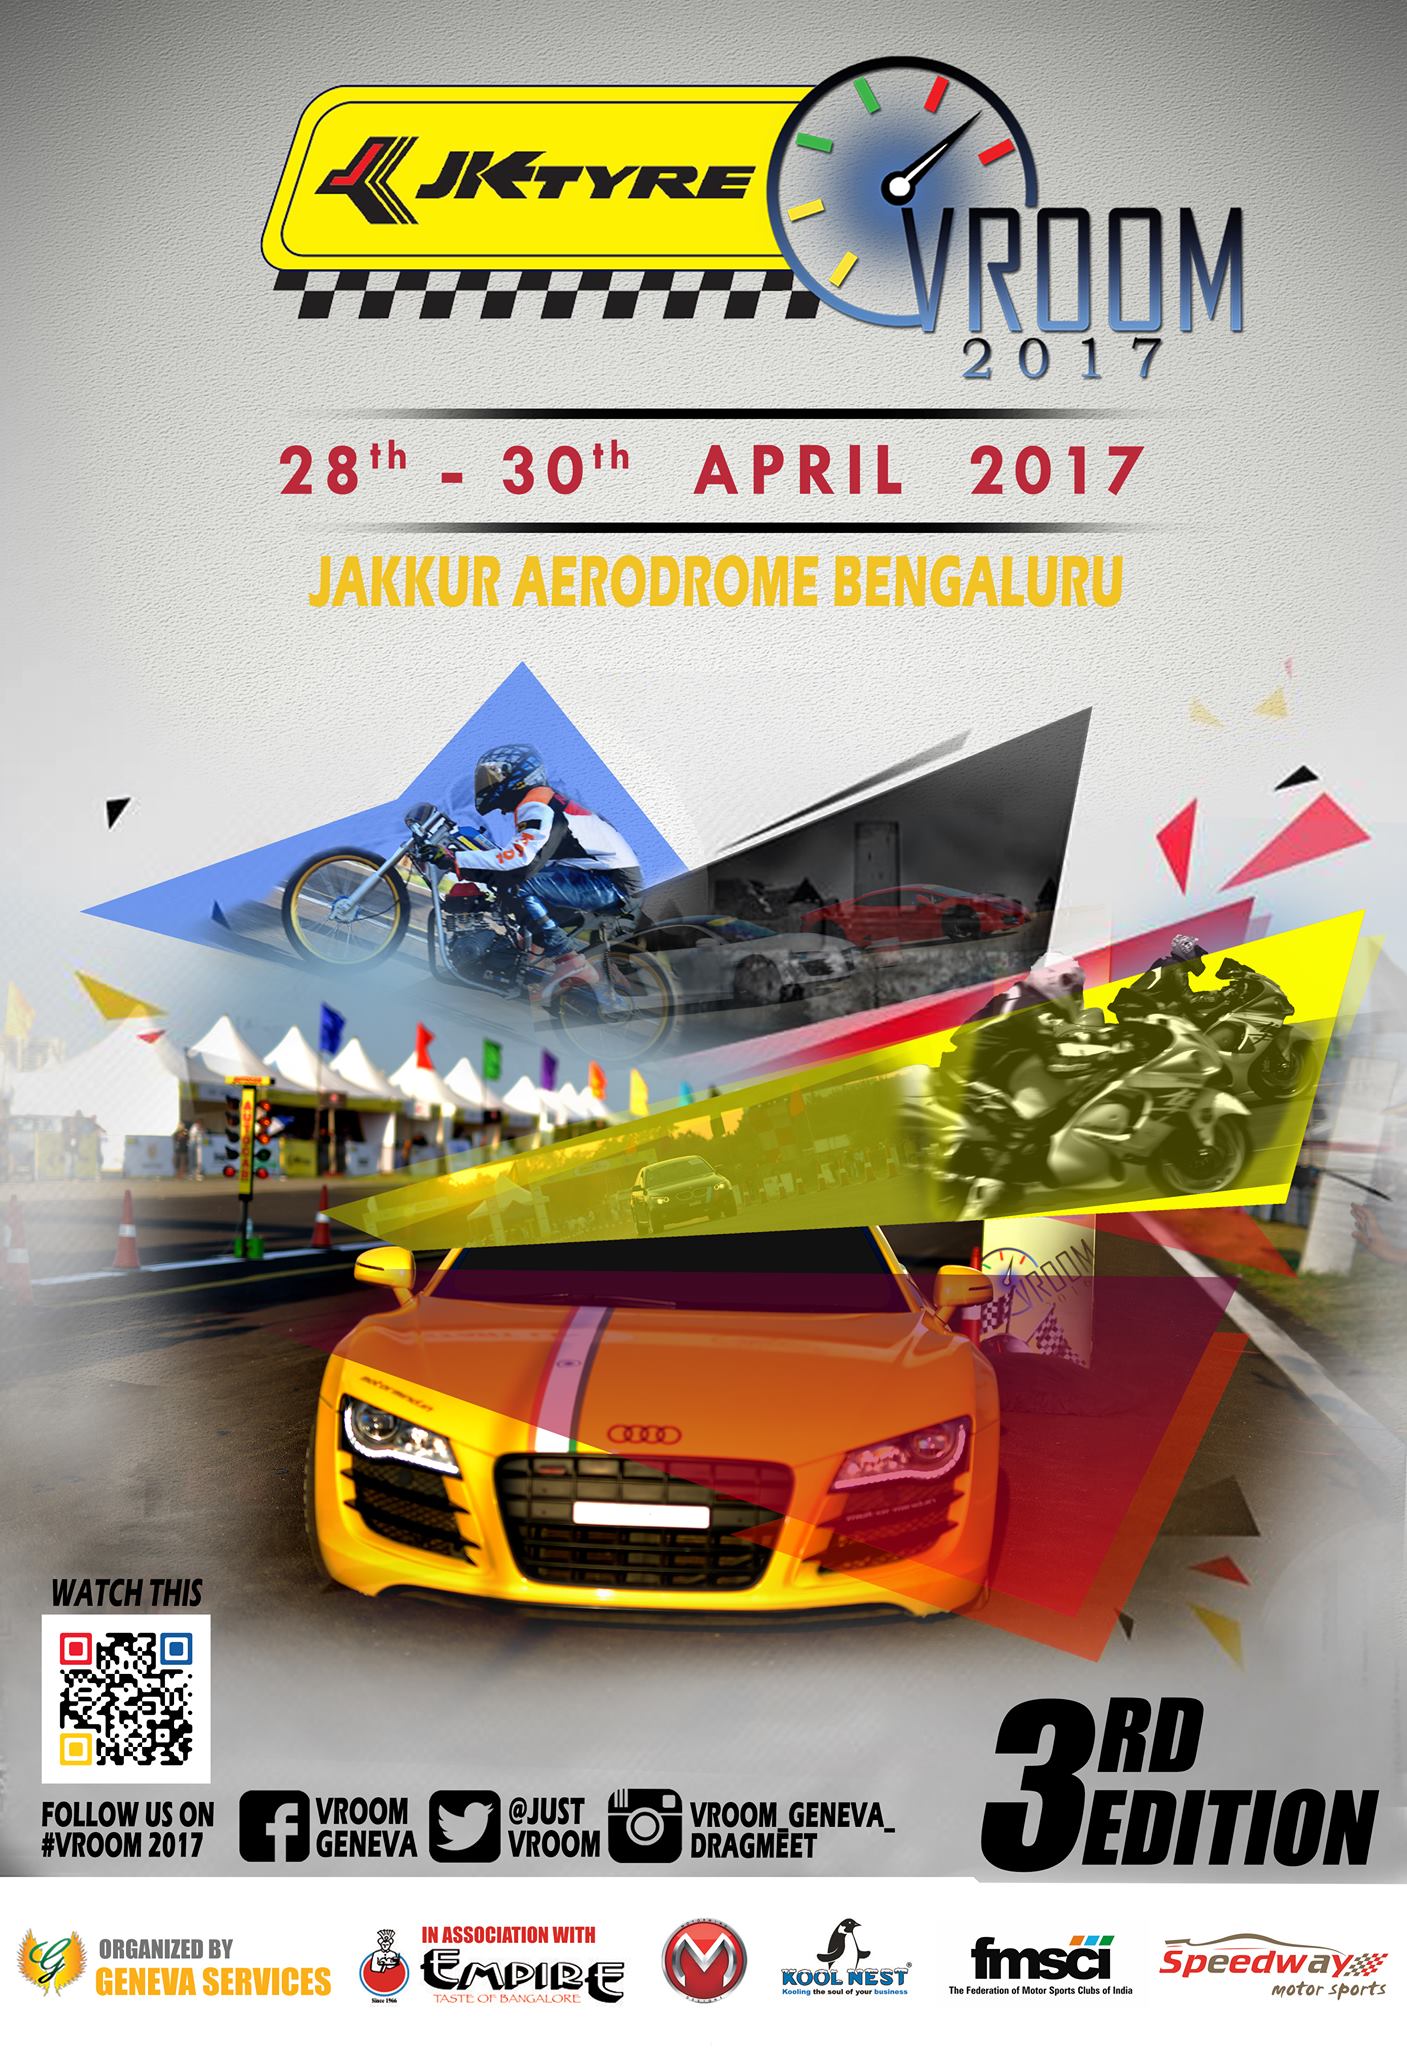 JKTYRE
VROOM
2017
28th - 30th APRIL 2017
JAKKUR AERODROME BENGALURU
AUTOCAR
VROOM
WATCH THIS
FOLLOW US ON
#VROOM 2017
VROOM
GENEVA
@JUST
VROOM
VROOM_GENEVA_
DRAGMEET
3RD
EDITION
ORGANIZED BY
GENEVA SERVICES
Since 1966
IN ASSOCIATION WITH
EMPIRE
TASTE OF BANGALORE
M
KOOL NEST®
Kooling the soul of your business
fmsci
The Federation of Motor Sports Clubs of India
Speedway
motor sports